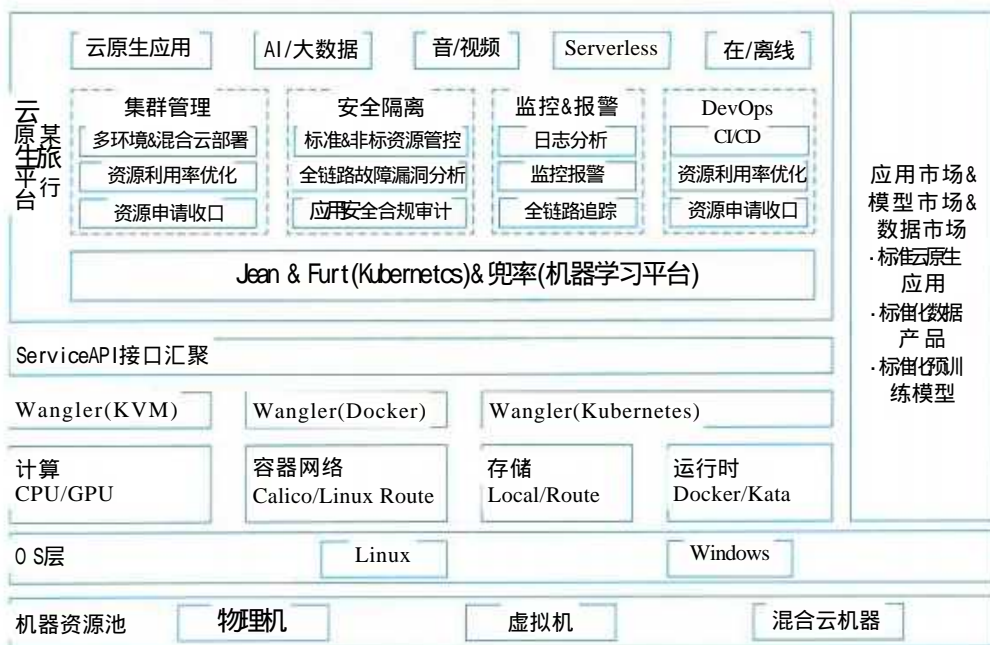 云原生应用
AI/大数据
音/视频
Serverless
在/离线
云原生平台
某旅行
集群管理
多环境&混合云部署
资源利用率优化
资源申请收口
安全隔离
标准&非标资源管控
全链路故障漏洞分析
应用安全合规审计
监控&报警
日志分析
监控报警
全链路追踪
DevOps
CI/CD
资源利用率优化
资源申请收口
Jean & Furt(Kubernetcs)&兜率(机器学习平台)
应用市场&
模型市场&
数据市场
·标准云原生
应用
·标准化数据
产品
·标准化预训
练模型
ServiceAPI接口汇聚
Wangler(KVM)
Wangler(Docker)
Wangler(Kubernetes)
计算
CPU/GPU
容器网络
Calico/Linux Route
存储
Local/Route
运行时
Docker/Kata
OS层
Linux
Windows
机器资源池
物理机
虚拟机
混合云机器